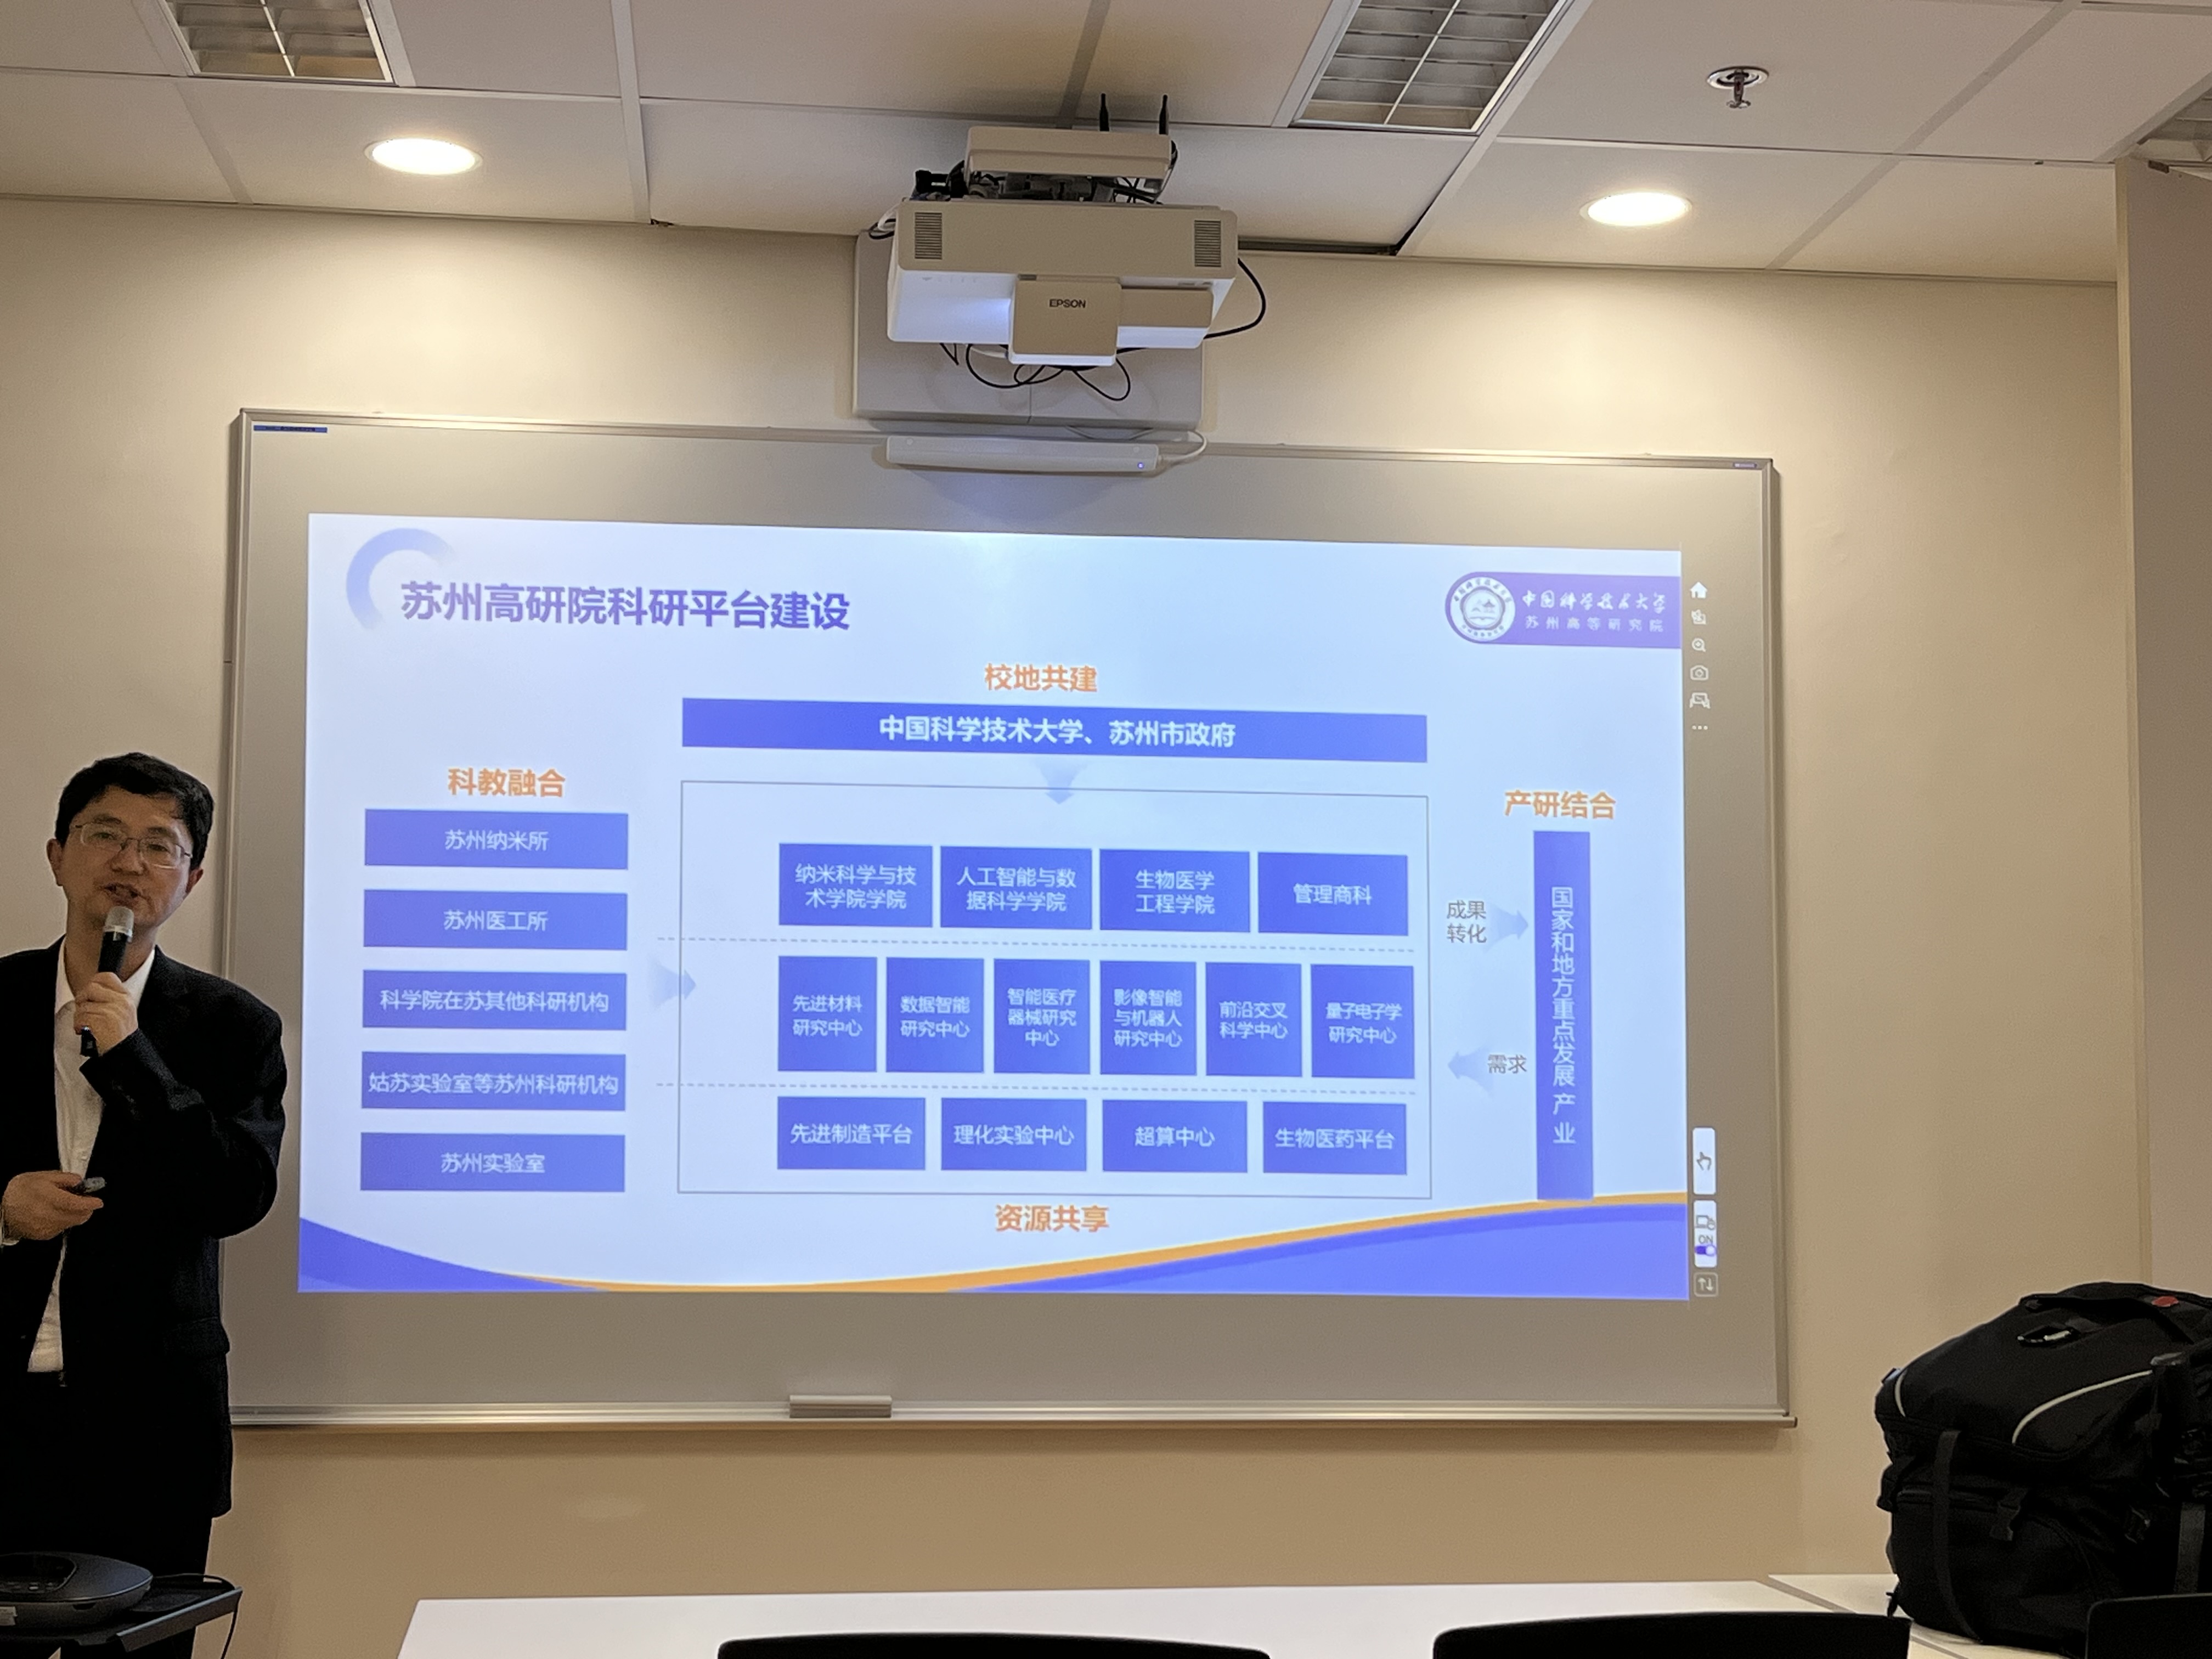 EPSON
苏州高研院科研平台建设
中国科学技术大学
苏州高等研究院
校地共建
中国科学技术大学、苏州市政府
科教融合
苏州纳米所
苏州医工所
科学院在苏其他科研机构
姑苏实验室等苏州科研机构
苏州实验室
纳米科学与技
术学院学院
人工智能与数
据科学学院
生物医学
工程学院
管理商科
先进材料
研究中心
数据智能
研究中心
智能医疗
器械研究
中心
影像智能
与机器人
研究中心
前沿交叉
科学中心
量子电子学
研究中心
先进制造平台
理化实验中心
超算中心
生物医药平台
资源共享
产研结合
成果
转化
需求
国家和地方重点发展产业
ON